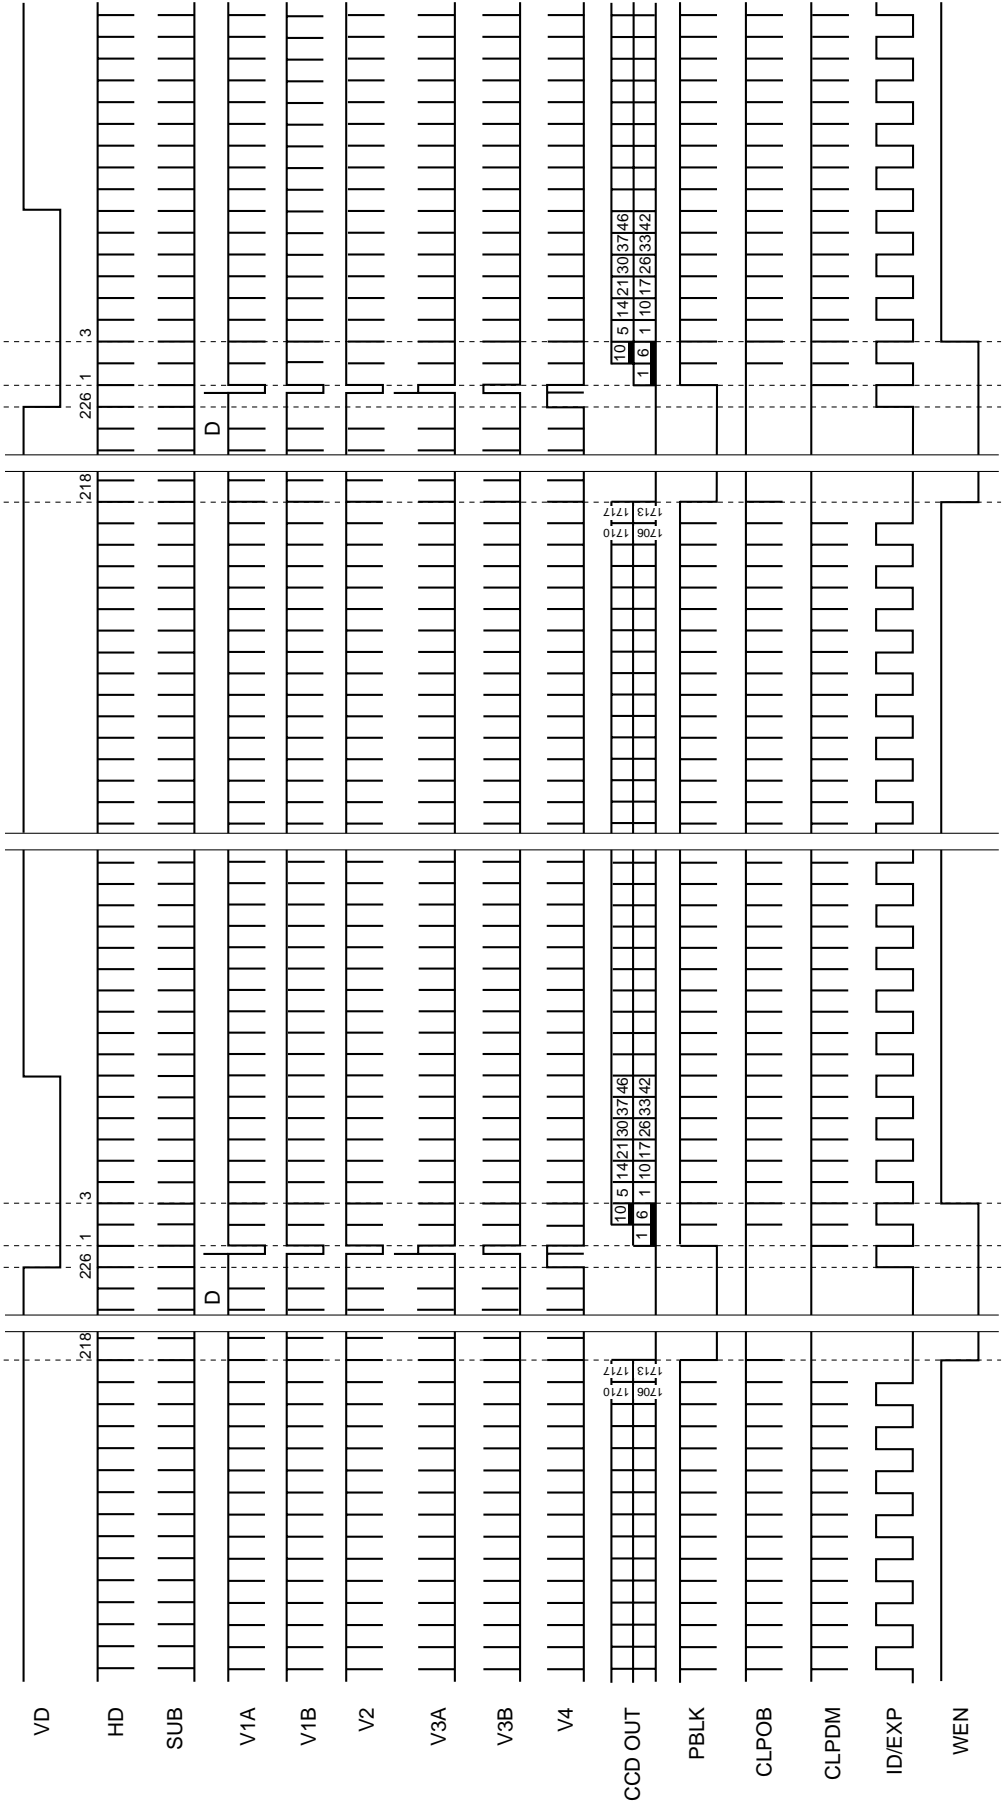 VD
218 226 1 3 218 226 1 3
HD
SUB
D D
V1A
V1B
V2
V3A
V3B
V4
1710 1717 10 5 14 21 30 37 46 1710 1717 10 5 14 21 30 37 46
CCD OUT
1706 1713 1 6 1 10 17 26 33 42 1706 1713 1 6 1 10 17 26 33 42
PBLK
CLPOB
CLPDM
ID/EXP
WEN